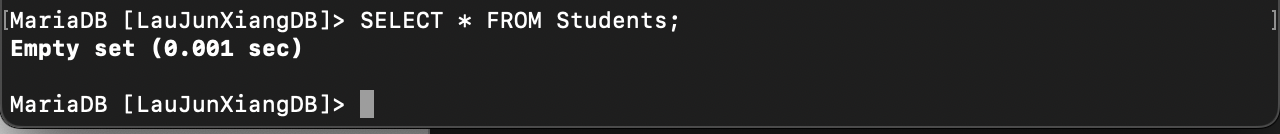 [MariaDB [LauJunXiangDB]> SELECT * FROM Students; ]
Empty set (0.001 sec)
MariaDB [LauJunXiangDB]>